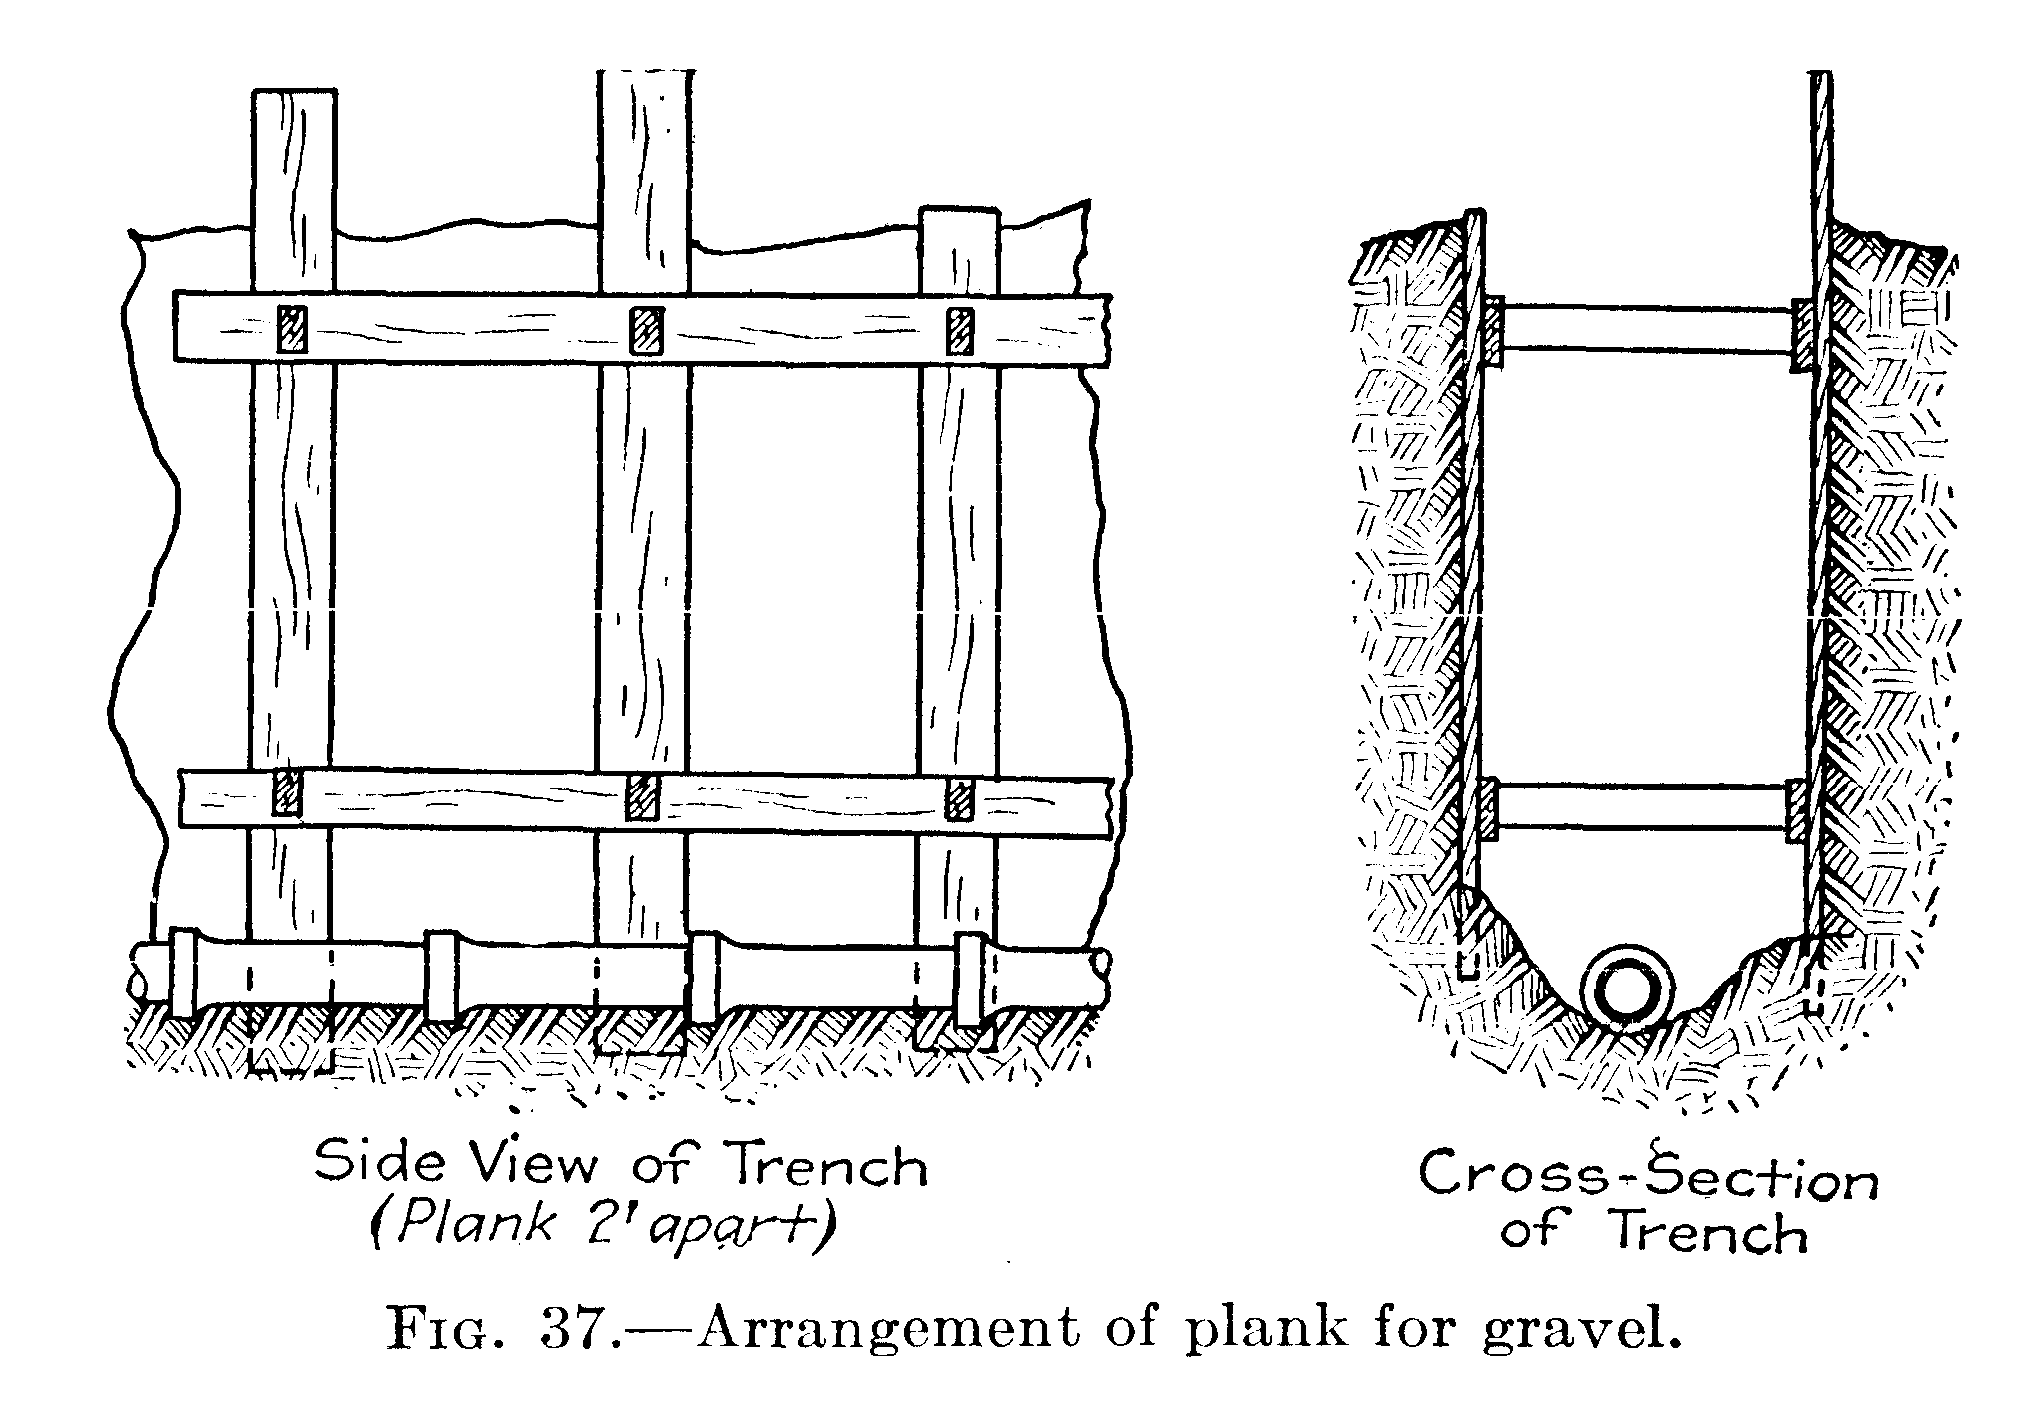 Side View of Trench
(Plank 2' apart)
Cross-Section
of Trench
FIG. 37.—Arrangement of plank for gravel.